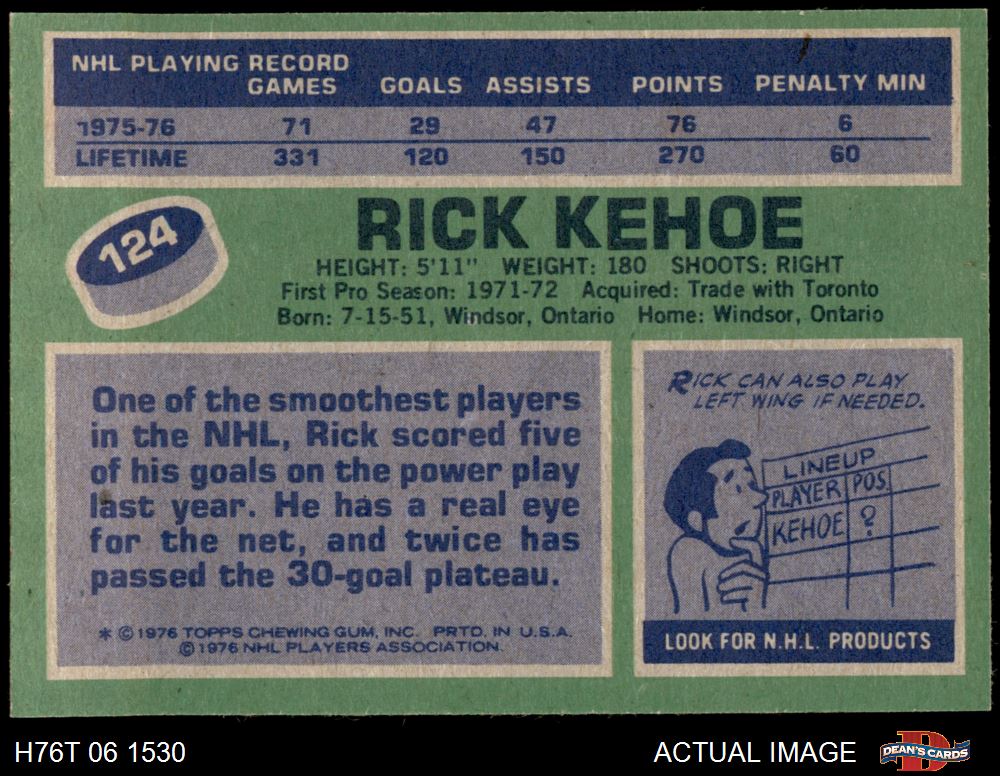 NHL PLAYING RECORD
GAMES GOALS ASSISTS POINTS PENALTY MIN
1975-76 71 29 47 76 6
LIFETIME 331 120 150 270 60
124
RICK KEHOE
HEIGHT: 5'11" WEIGHT: 180 SHOOTS: RIGHT
First Pro Season: 1971-72 Acquired: Trade with Toronto
Born: 7-15-51, Windsor, Ontario Home: Windsor, Ontario
One of the smoothest players
in the NHL, Rick scored five
of his goals on the power play
last year. He has a real eye
for the net, and twice has
passed the 30-goal plateau.
* © 1976 TOPPS CHEWING GUM, INC. PRTD. IN U.S.A.
© 1976 NHL PLAYERS ASSOCIATION.
RICK CAN ALSO PLAY
LEFT WING IF NEEDED.
LINEUP
PLAYER POS
KEHOE ?
LOOK FOR N.H.L. PRODUCTS
H76T 06 1530 ACTUAL IMAGE
D
DEAN'S CARDS